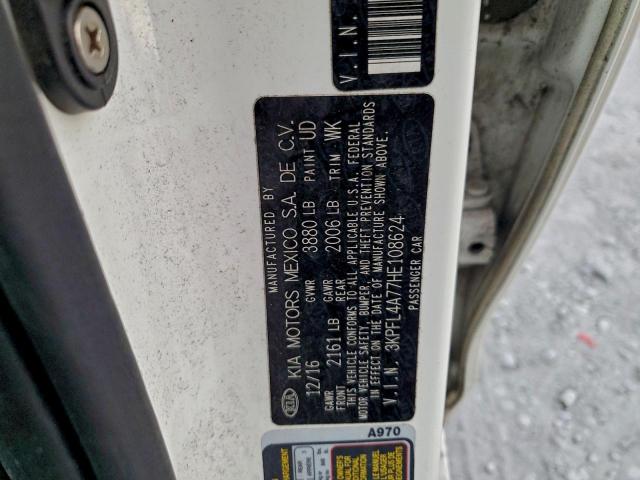 V.I.N.
MANUFACTURED BY
KIA KIA MOTORS MEXICO S.A. DE C.V.
12/16 GVWR 3880 LB PAINT UD
GAWR FRONT 2161 LB GAWR REAR 2006 LB TRIM WK
THIS VEHICLE CONFORMS TO ALL APPLICABLE U.S.A. FEDERAL
MOTOR VEHICLE SAFETY, BUMPER, AND THEFT PREVENTION STANDARDS
IN EFFECT ON THE DATE OF MANUFACTURE SHOWN ABOVE.
V.I.N. 3KPFL4A77HE108624
PASSENGER CAR
A970